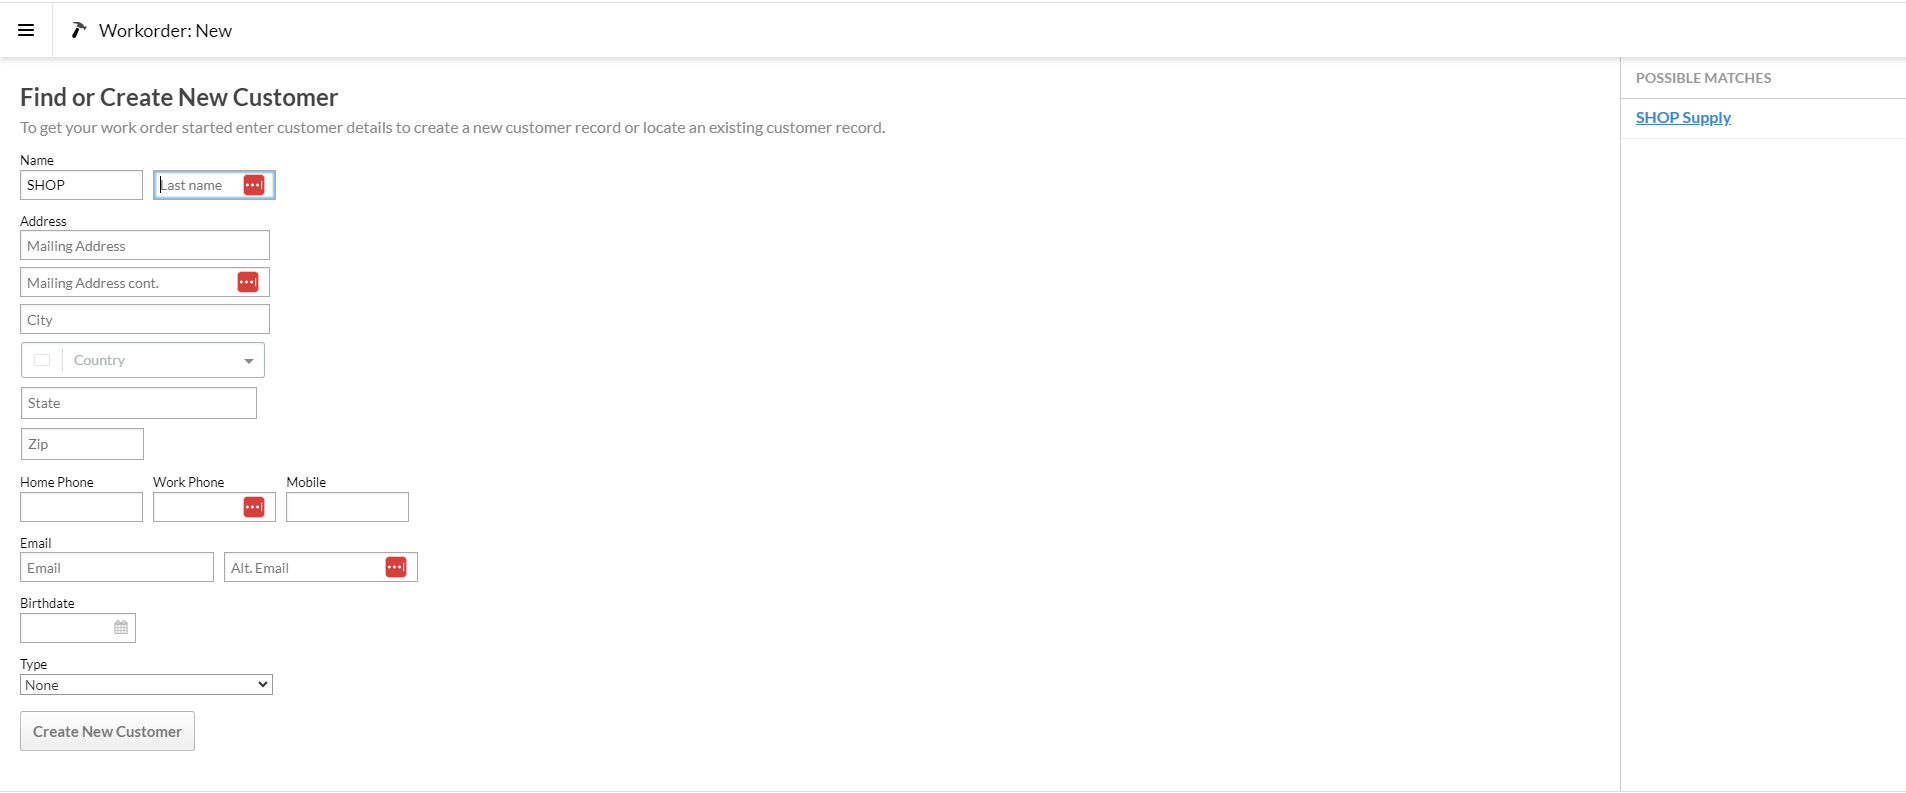 Workorder: New
Find or Create New Customer
To get your work order started enter customer details to create a new customer record or locate an existing customer record.
Name
SHOP Last name
Address
Mailing Address
Mailing Address cont.
City
Country
State
Zip
Home Phone Work Phone Mobile
Email
Email Alt. Email
Birthdate
Type
None
Create New Customer
POSSIBLE MATCHES
SHOP Supply